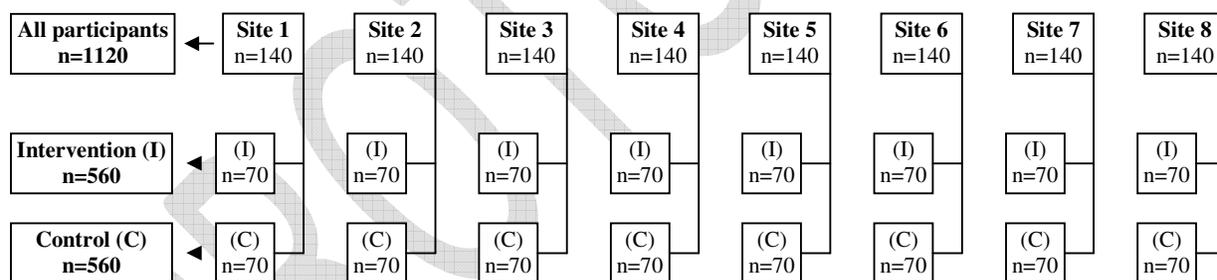 All participants Site 1 Site 2 Site 3 Site 4 Site 5 Site 6 Site 7 Site 8
n=1120 n=140 n=140 n=140 n=140 n=140 n=140 n=140 n=140
Intervention (I) (I) (I) (I) (I) (I) (I) (I) (I)
n=560 n=70 n=70 n=70 n=70 n=70 n=70 n=70 n=70
Control (C) (C) (C) (C) (C) (C) (C) (C) (C)
n=560 n=70 n=70 n=70 n=70 n=70 n=70 n=70 n=70